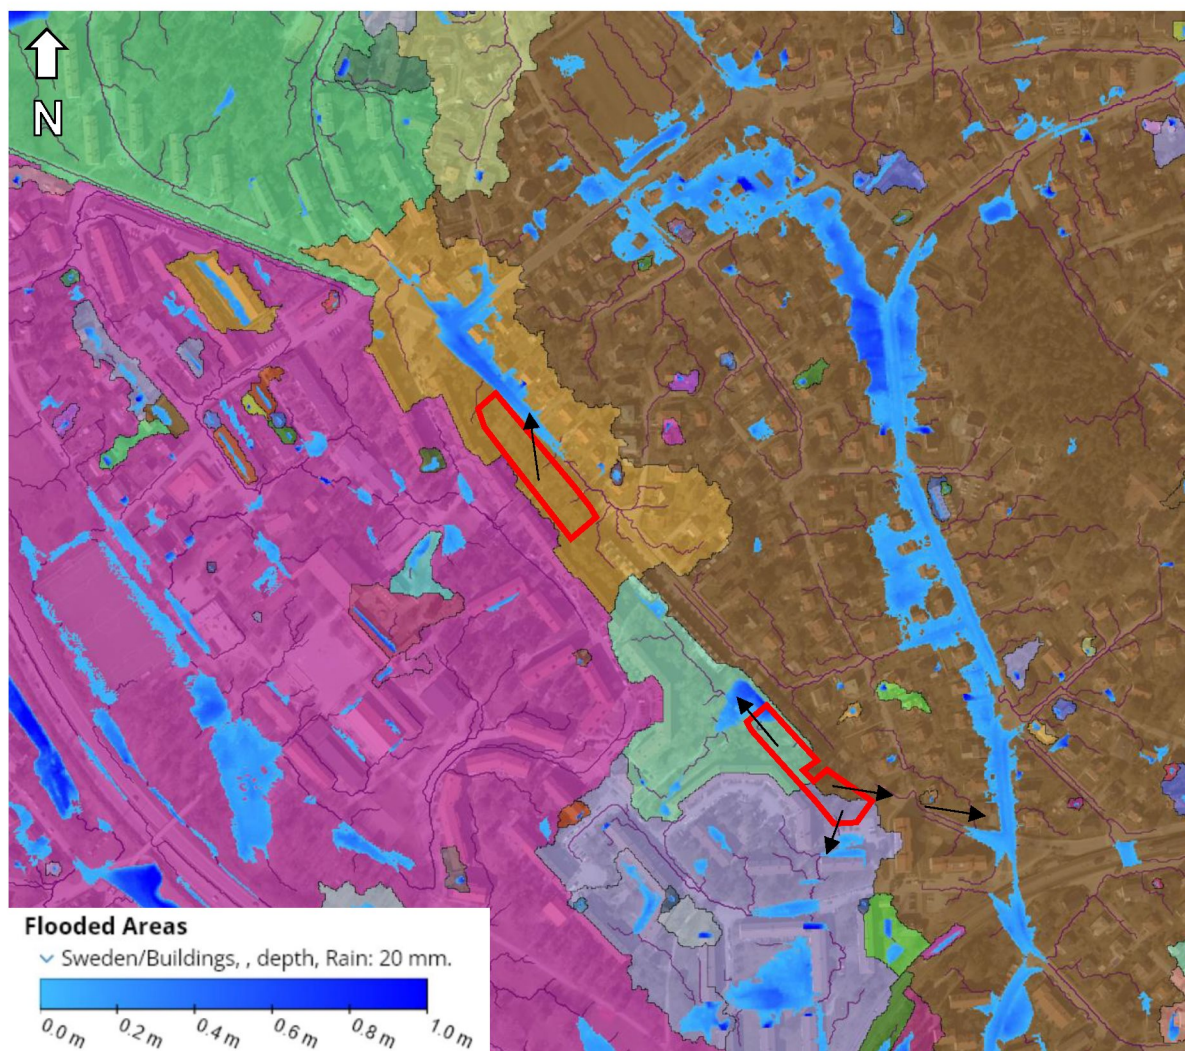 N
Flooded Areas
Sweden/Buildings, , depth, Rain: 20 mm.
0.0 m 0.2 m 0.4 m 0.6 m 0.8 m 1.0 m